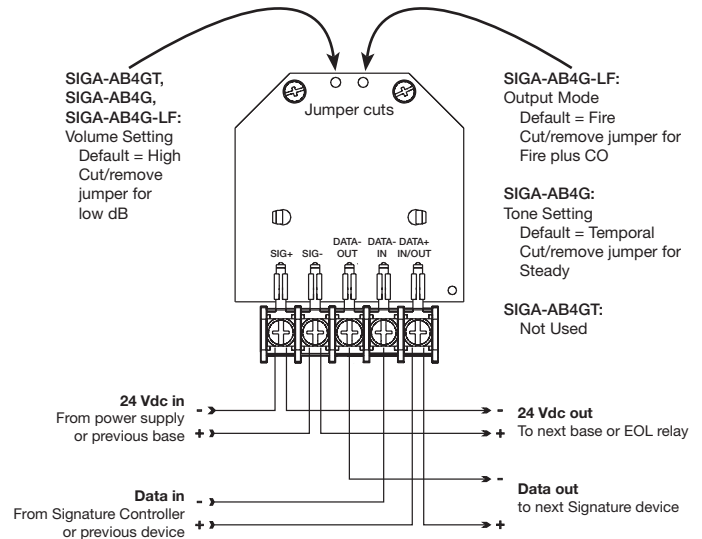 SIGA-AB4GT,
SIGA-AB4G,
SIGA-AB4G-LF:
Volume Setting
Default = High
Cut/remove
jumper for
low dB
Jumper cuts
SIGA-AB4G-LF:
Output Mode
Default = Fire
Cut/remove jumper for
Fire plus CO
SIGA-AB4G:
Tone Setting
Default = Temporal
Cut/remove jumper for
Steady
SIGA-AB4GT:
Not Used
SIG+
SIG-
DATA-
OUT
DATA-
IN
DATA+
IN/OUT
24 Vdc in
From power supply
or previous base
-
+
24 Vdc out
To next base or EOL relay
-
+
Data in
From Signature Controller
or previous device
-
+
Data out
to next Signature device
-
+